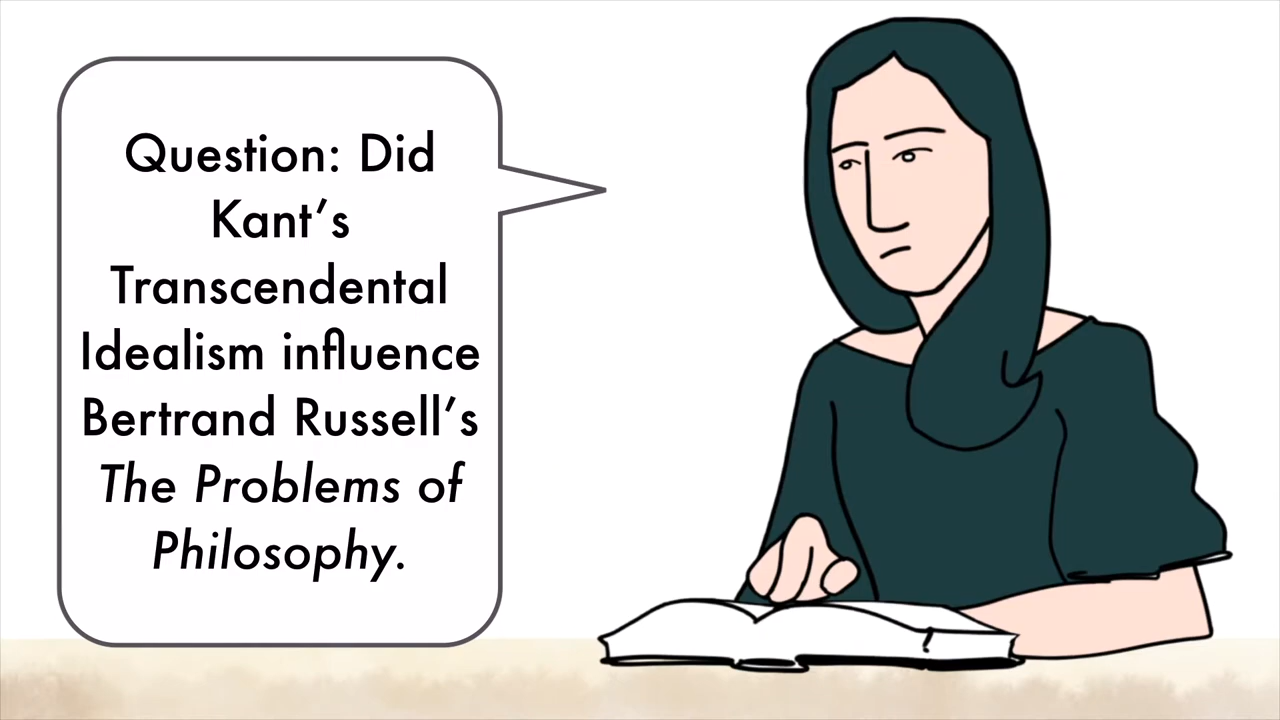 Question: Did
Kant’s
Transcendental
Idealism influence
Bertrand Russell’s
The Problems of
Philosophy.